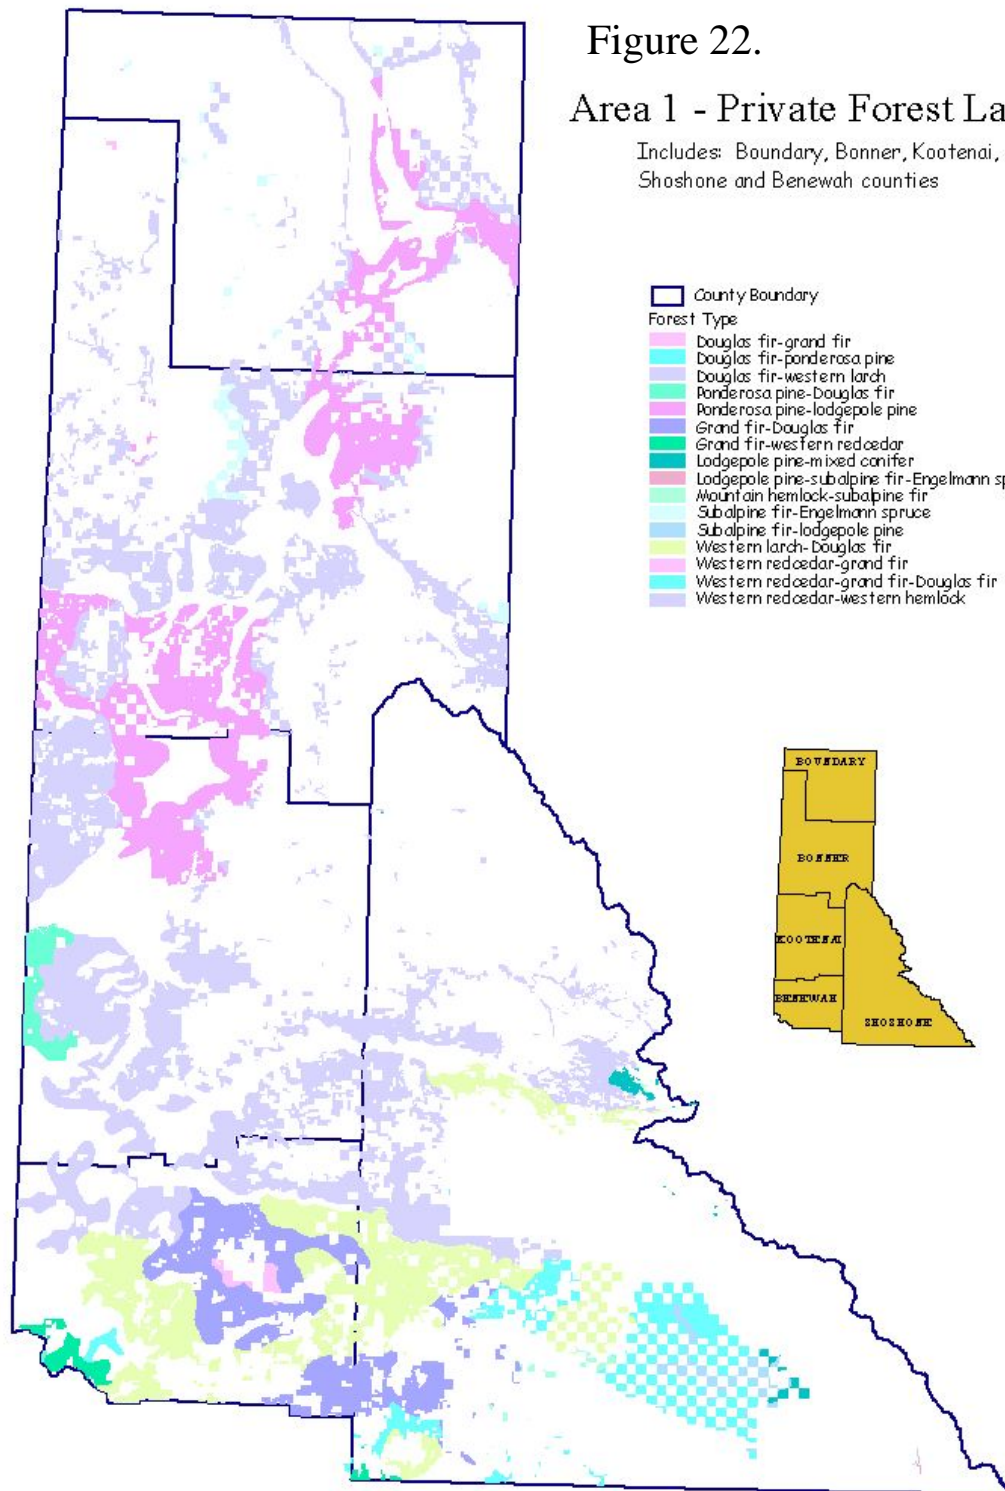 Figure 22.
Area 1 - Private Forest La
Includes: Boundary, Bonner, Kootenai,
Shoshone and Benewah counties
County Boundary
Forest Type
Douglas fir-grand fir
Douglas fir-ponderosa pine
Douglas fir-western larch
Ponderosa pine-Douglas fir
Ponderosa pine-lodgepole pine
Grand fir-Douglas fir
Grand fir-western redcedar
Lodgepole pine-mixed conifer
Lodgepole pine-subalpine fir-Engelmann sp
Mountain hemlock-subalpine fir
Subalpine fir-Engelmann spruce
Subalpine fir-lodgepole pine
Western larch-Douglas fir
Western redcedar-grand fir
Western redcedar-grand fir-Douglas fir
Western redcedar-western hemlock
BOUNDARY
BONNER
KOOTENAI
BENEWAH
SHOSHONE